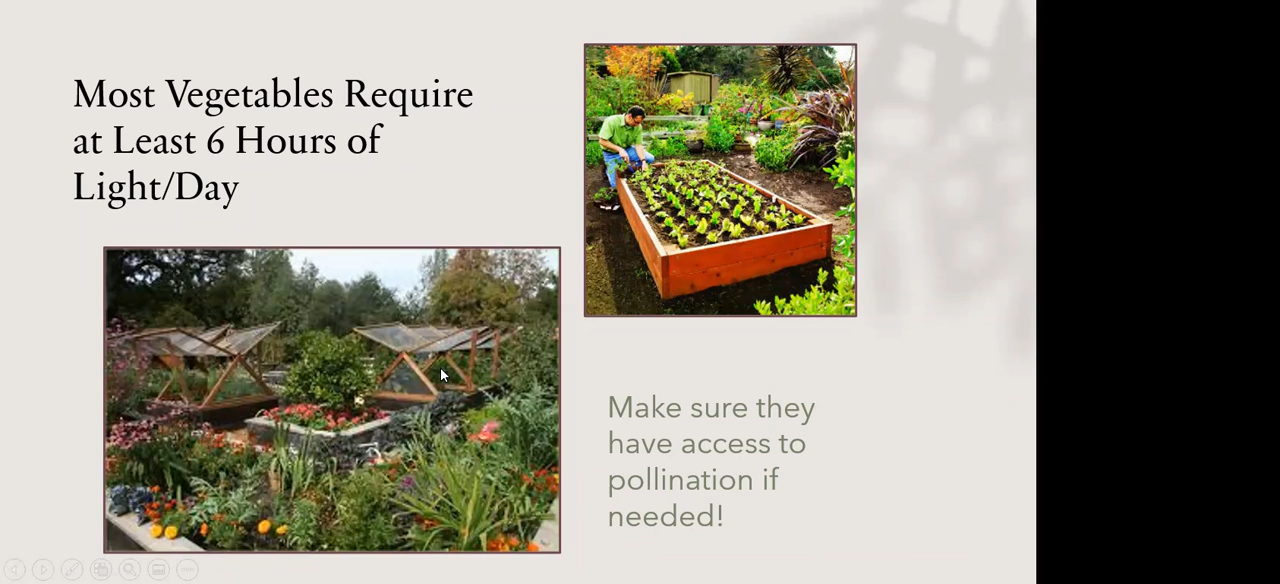 Most Vegetables Require
at Least 6 Hours of
Light/Day
Make sure they
have access to
pollination if
needed!